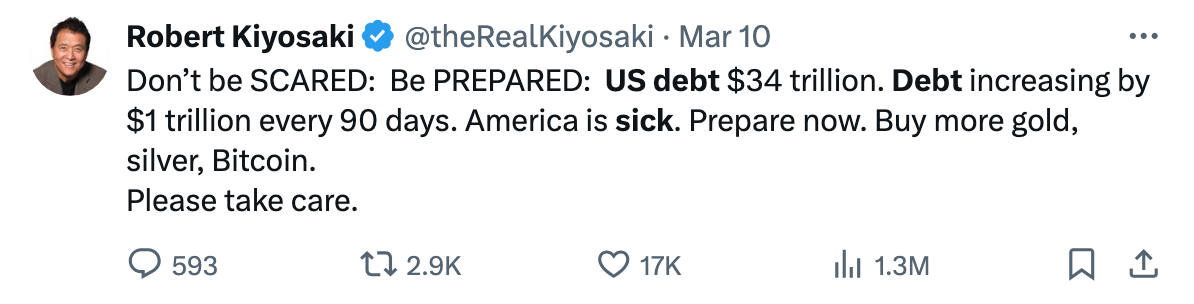 Robert Kiyosaki @theRealKiyosaki · Mar 10
Don’t be SCARED: Be PREPARED: US debt $34 trillion. Debt increasing by
$1 trillion every 90 days. America is sick. Prepare now. Buy more gold,
silver, Bitcoin.
Please take care.
593 2.9K 17K 1.3M